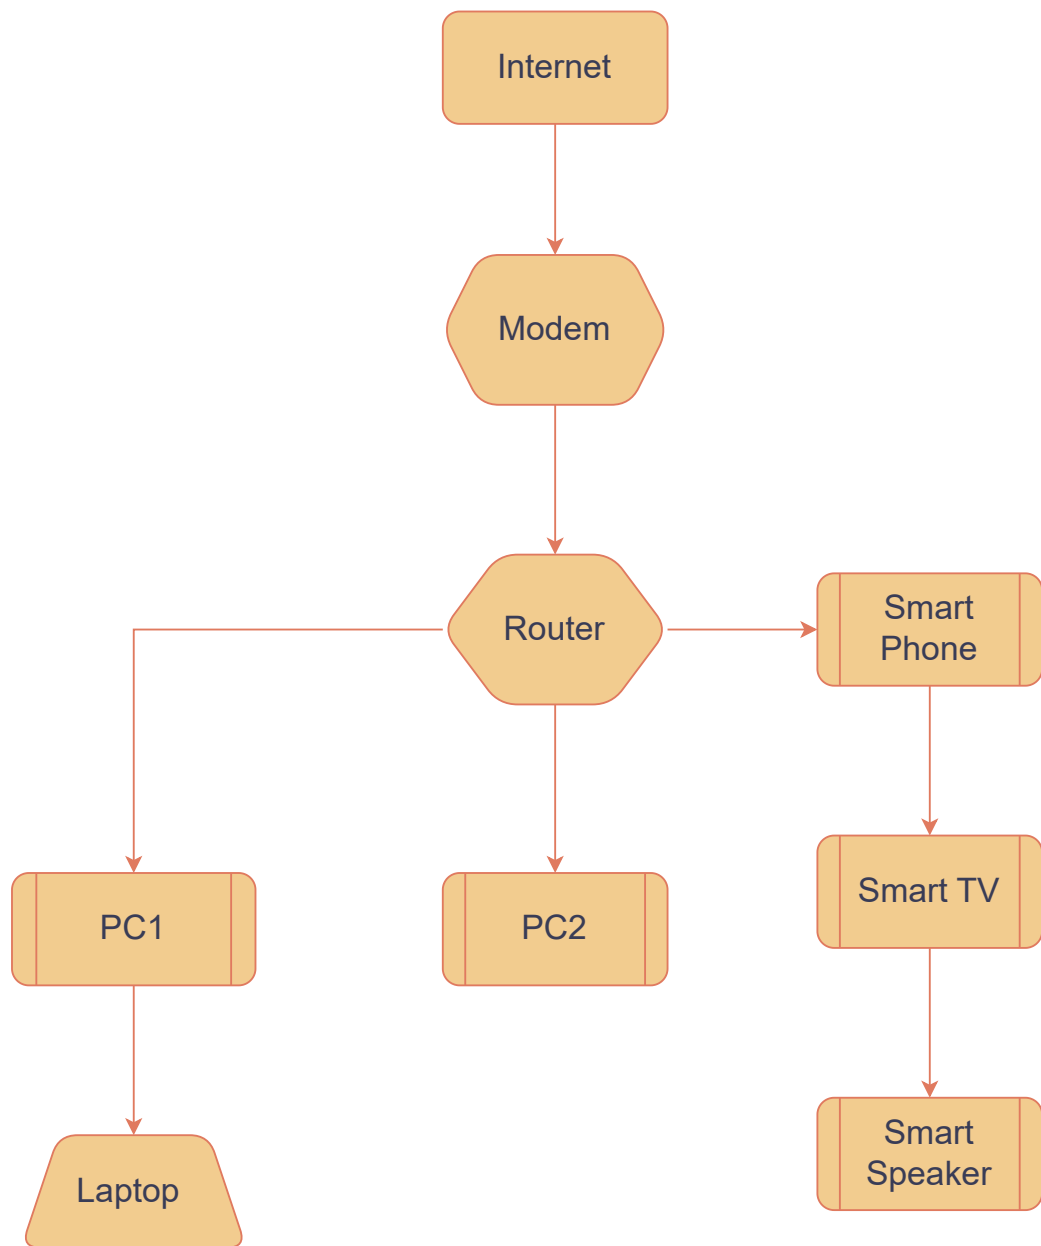 Internet
Modem
Router
Smart
Phone
PC1
PC2
Smart TV
Laptop
Smart
Speaker